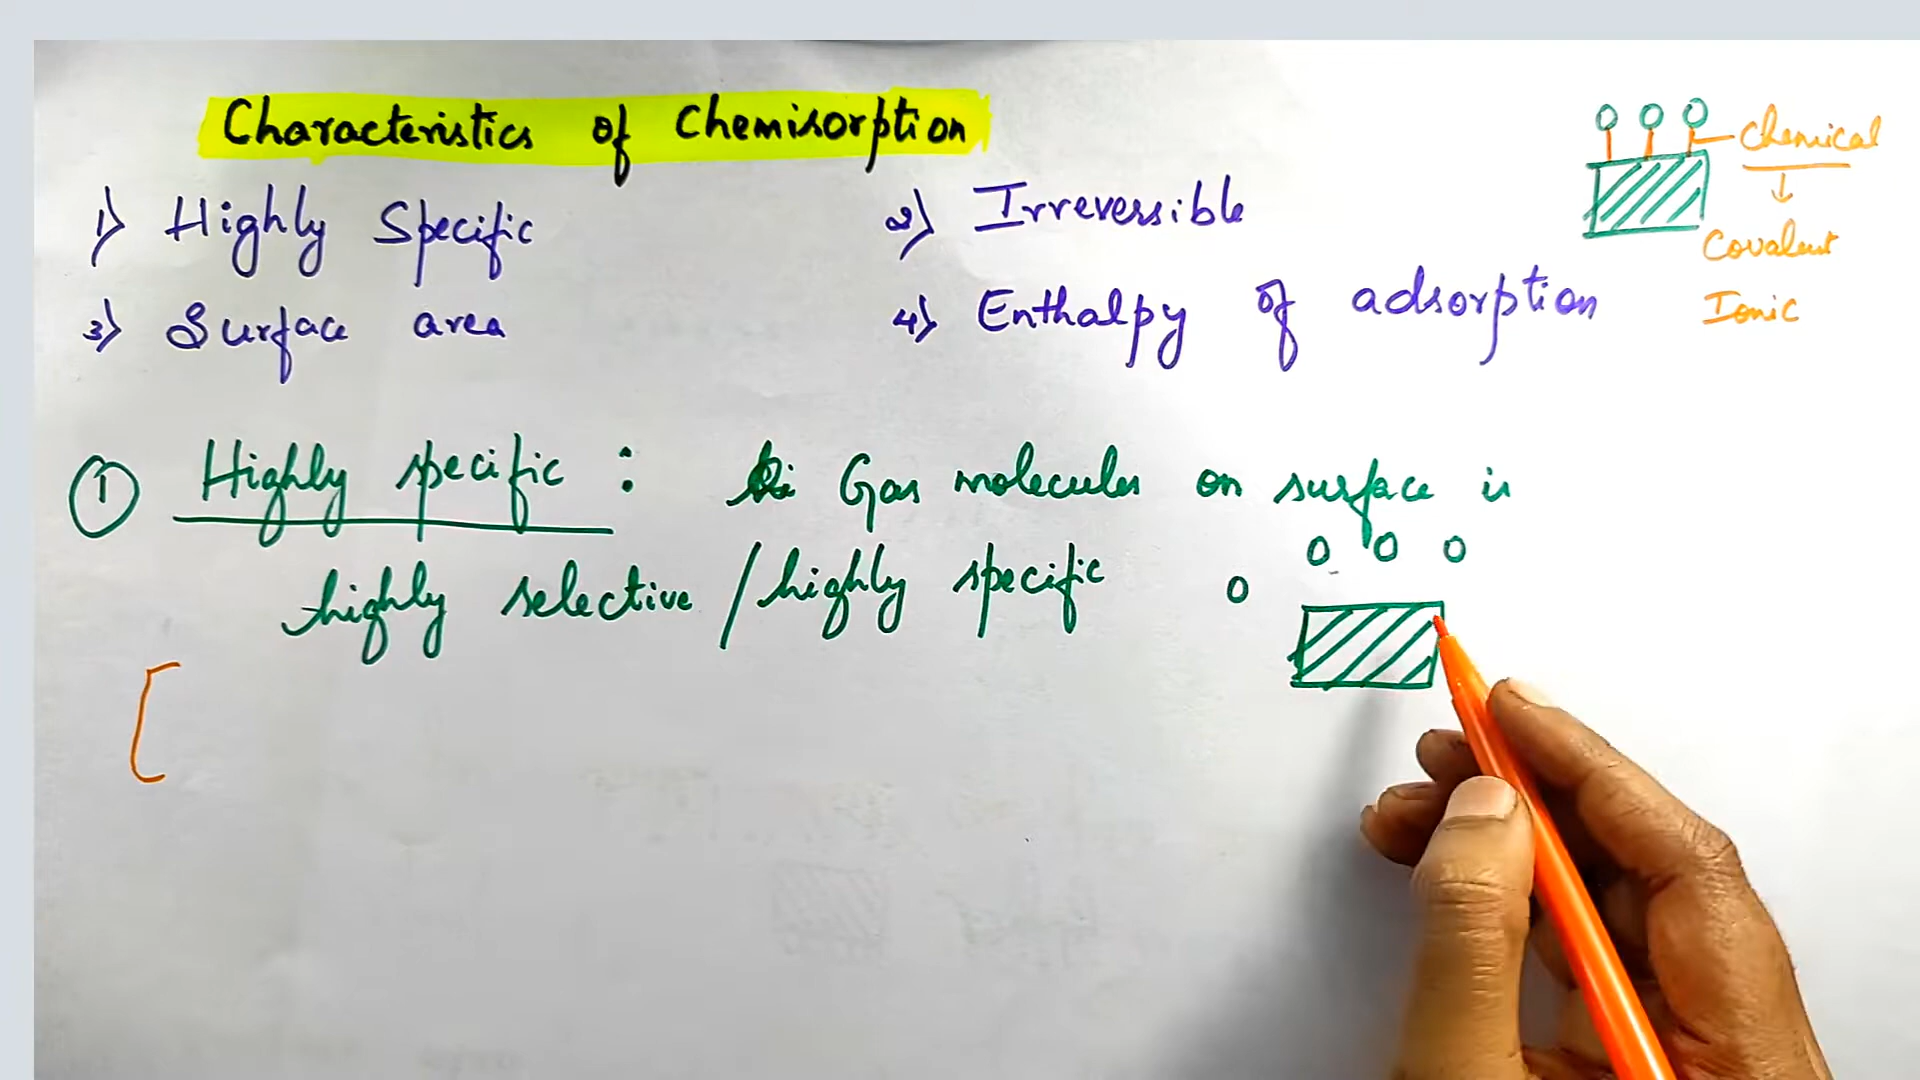 Characteristics of Chemisorption
1) Highly Specific
2) Irreversible
3) Surface area
4) Enthalpy of adsorption
Chemical
↓
Covalent
Ionic
① Highly specific : Gas molecules on surface is
highly selective / highly specific
[